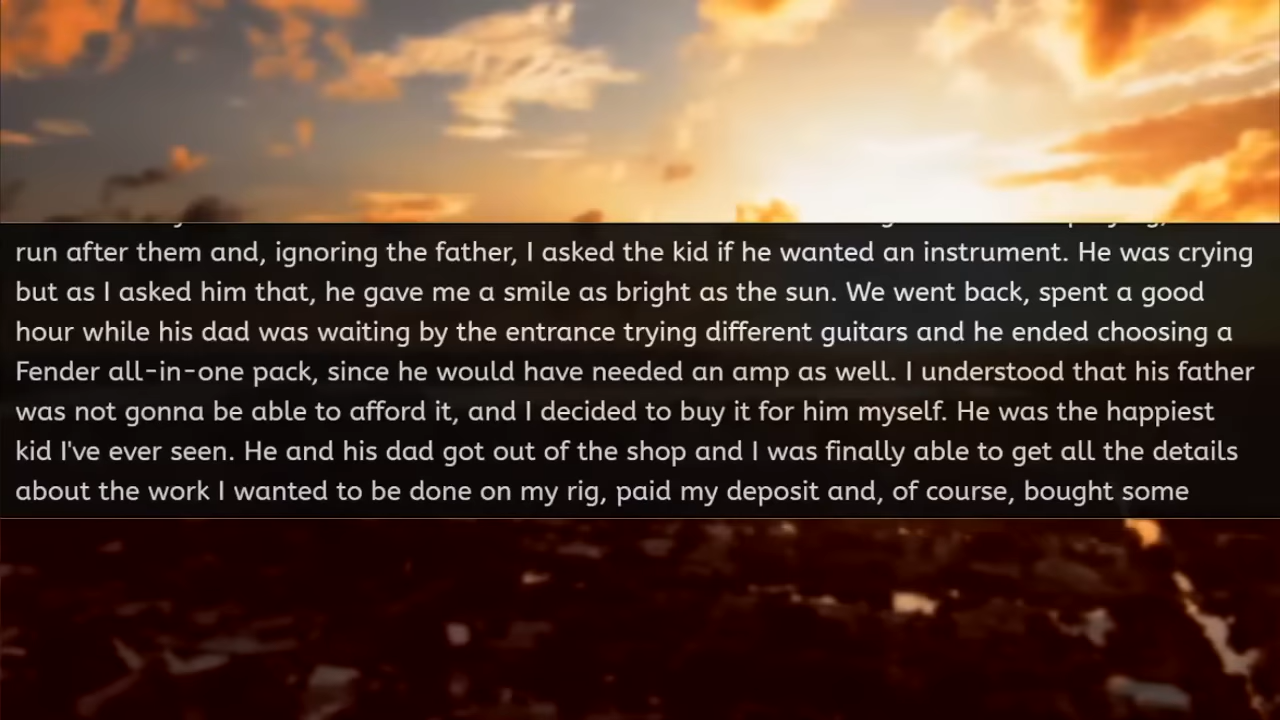 run after them and, ignoring the father, I asked the kid if he wanted an instrument. He was crying
but as I asked him that, he gave me a smile as bright as the sun. We went back, spent a good
hour while his dad was waiting by the entrance trying different guitars and he ended choosing a
Fender all-in-one pack, since he would have needed an amp as well. I understood that his father
was not gonna be able to afford it, and I decided to buy it for him myself. He was the happiest
kid I've ever seen. He and his dad got out of the shop and I was finally able to get all the details
about the work I wanted to be done on my rig, paid my deposit and, of course, bought some